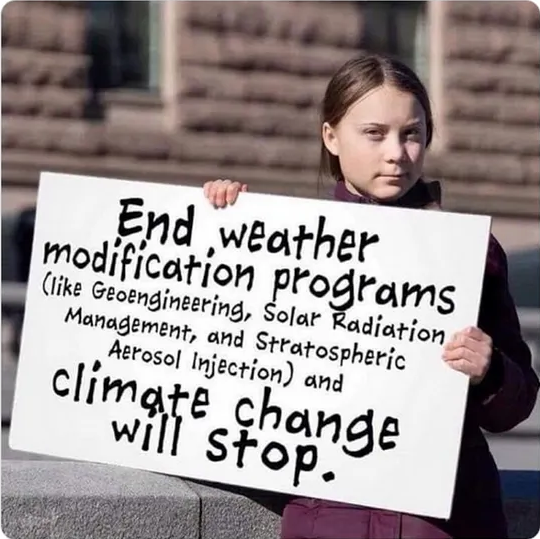 End weather
modification programs
(like Geoengineering, Solar Radiation
Management, and Stratospheric
Aerosol Injection) and
climate change
will stop.